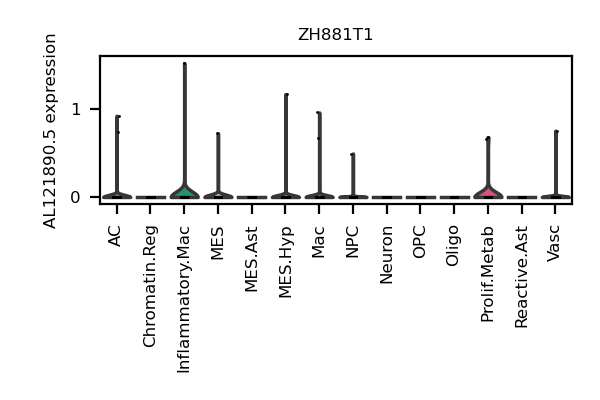 ZH881T1
AL121890.5 expression
1
0
AC
Chromatin.Reg
Inflammatory.Mac
MES
MES.Ast
MES.Hyp
Mac
NPC
Neuron
OPC
Oligo
Prolif.Metab
Reactive.Ast
Vasc